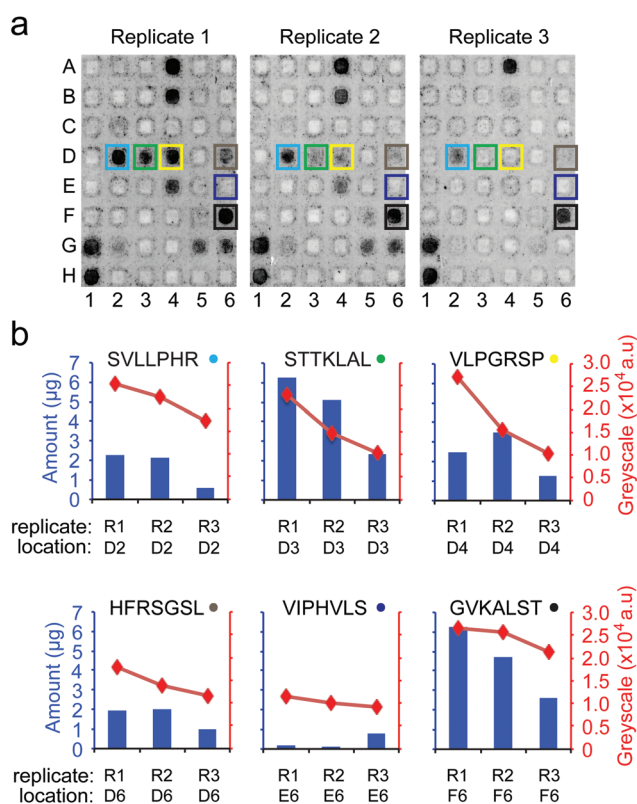 a
Replicate 1 Replicate 2 Replicate 3
A
B
C
D
E
F
G
H
1 2 3 4 5 6 1 2 3 4 5 6 1 2 3 4 5 6
b
SVLLPHR STTKLAL VLPGRSP
Amount (µg)
7
6
5
4
3
2
1
0
3.0
2.5
2.0
1.5
1.0
0.5
0
Greyscale (x10⁴ a.u)
replicate: R1 R2 R3 R1 R2 R3 R1 R2 R3
location: D2 D2 D2 D3 D3 D3 D4 D4 D4
HFRSGSL VIPHVLS GVKALST
Amount (µg)
7
6
5
4
3
2
1
0
3.0
2.5
2.0
1.5
1.0
0.5
0
Greyscale (x10⁴ a.u)
replicate: R1 R2 R3 R1 R2 R3 R1 R2 R3
location: D6 D6 D6 E6 E6 E6 F6 F6 F6